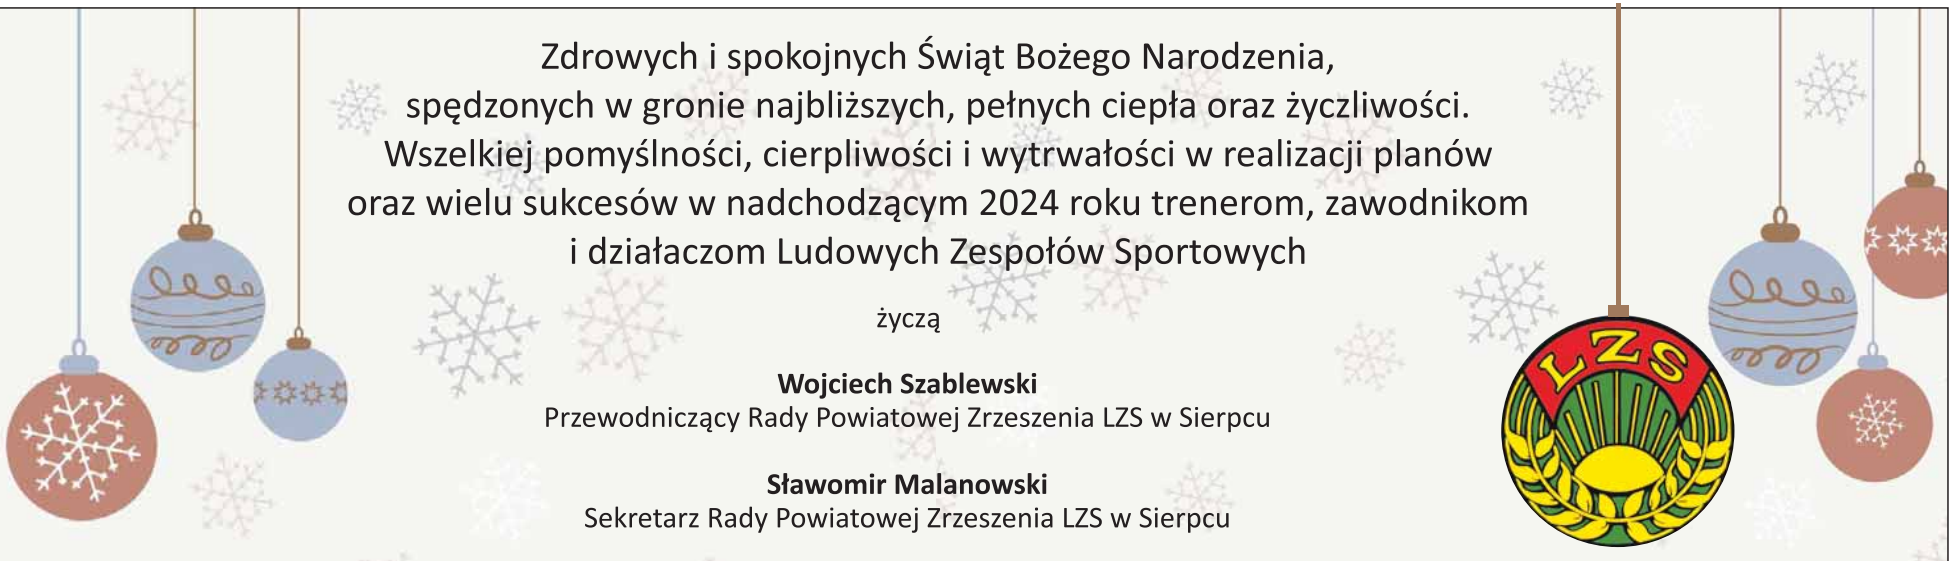 Zdrowych i spokojnych Świąt Bożego Narodzenia,
spędzonych w gronie najbliższych, pełnych ciepła oraz życzliwości.
Wszelkiej pomyślności, cierpliwości i wytrwałości w realizacji planów
oraz wielu sukcesów w nadchodzącym 2024 roku trenerom, zawodnikom
i działaczom Ludowych Zespołów Sportowych
życzą
Wojciech Szablewski
Przewodniczący Rady Powiatowej Zrzeszenia LZS w Sierpcu
Sławomir Malanowski
Sekretarz Rady Powiatowej Zrzeszenia LZS w Sierpcu
LZS